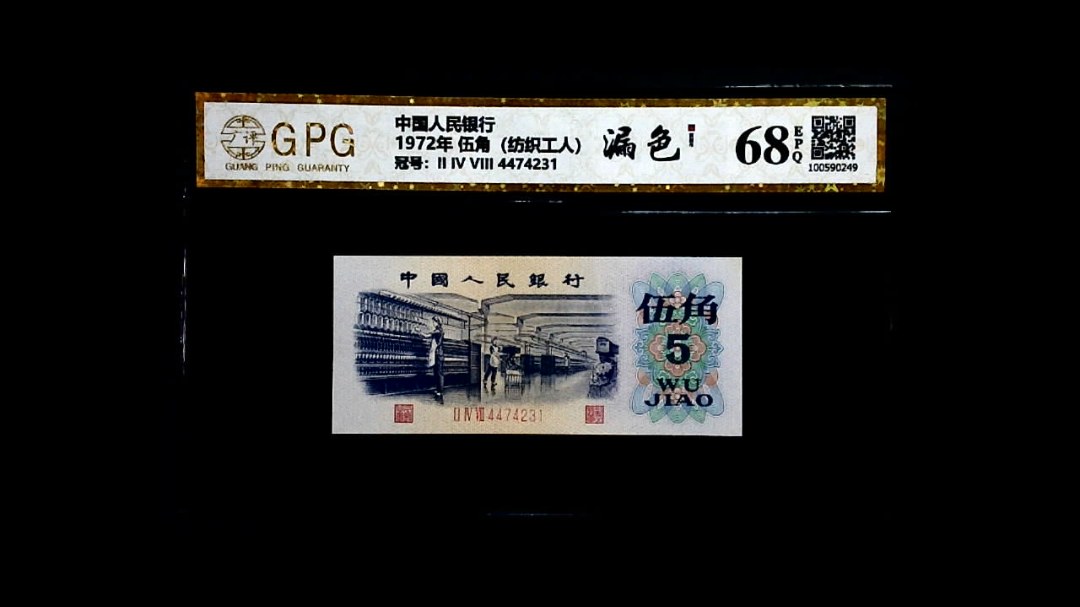 GPG
GUANG PING GUARANTY
中国人民银行
1972年 伍角（纺织工人）
冠号：II IV VIII 4474231
漏色
68 EPQ
100590249
中國人民銀行
伍角
5
WU
JIAO
II IV VIII 4474231